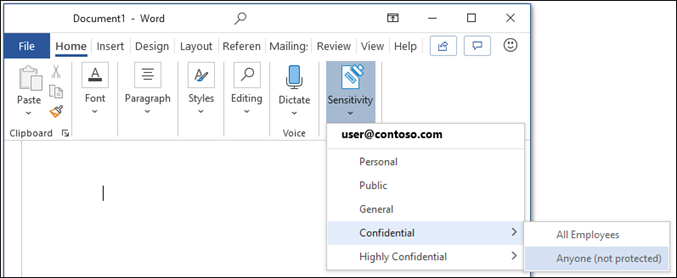 Document1 - Word
File Home Insert Design Layout Referen Mailing: Review View Help
Paste Font Paragraph Styles Editing Dictate Sensitivity
Clipboard Voice
user@contoso.com
Personal
Public
General
Confidential
All Employees
Highly Confidential
Anyone (not protected)